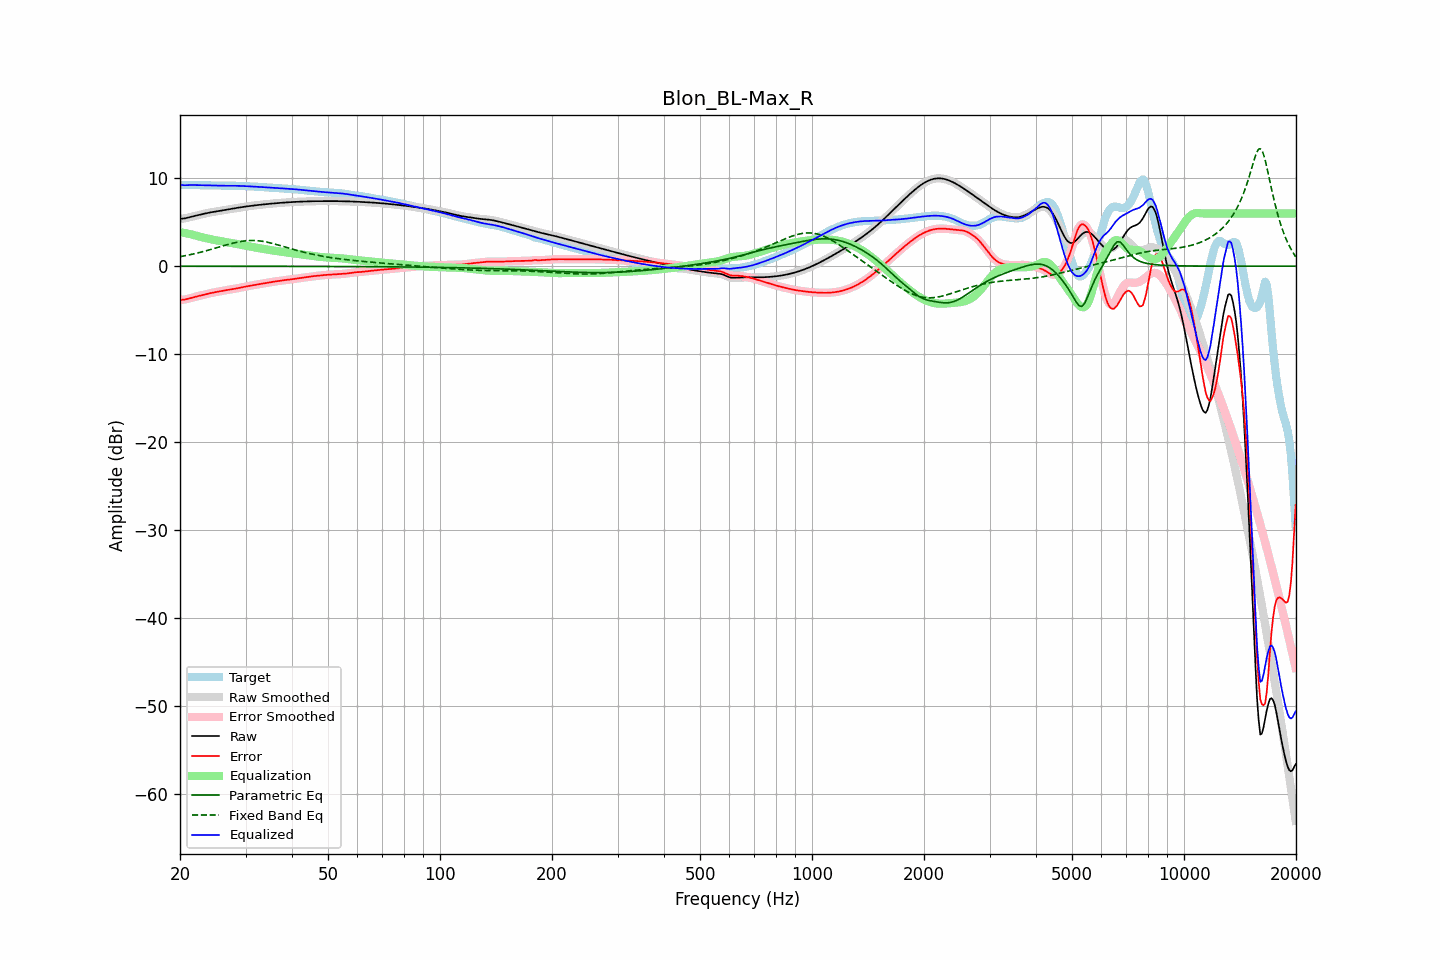 Blon_BL-Max_R
Amplitude (dBr)
10
0
−10
−20
−30
−40
−50
−60
Target
Raw Smoothed
Error Smoothed
Raw
Error
Equalization
Parametric Eq
Fixed Band Eq
Equalized
20 50 100 200 500 1000 2000 5000 10000 20000
Frequency (Hz)